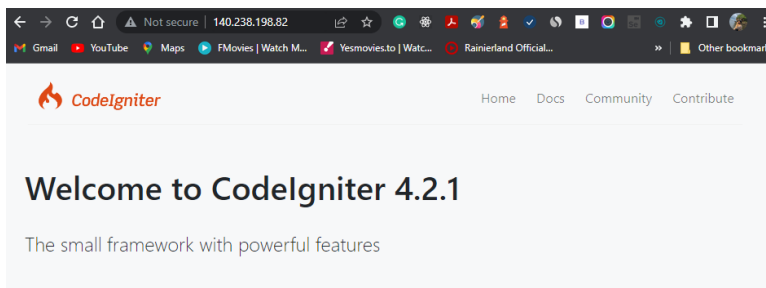 Not secure | 140.238.198.82
Gmail YouTube Maps FMovies | Watch M... Yesmovies.to | Watc... Rainierland Official... » Other bookmar
CodeIgniter Home Docs Community Contribute
Welcome to CodeIgniter 4.2.1
The small framework with powerful features